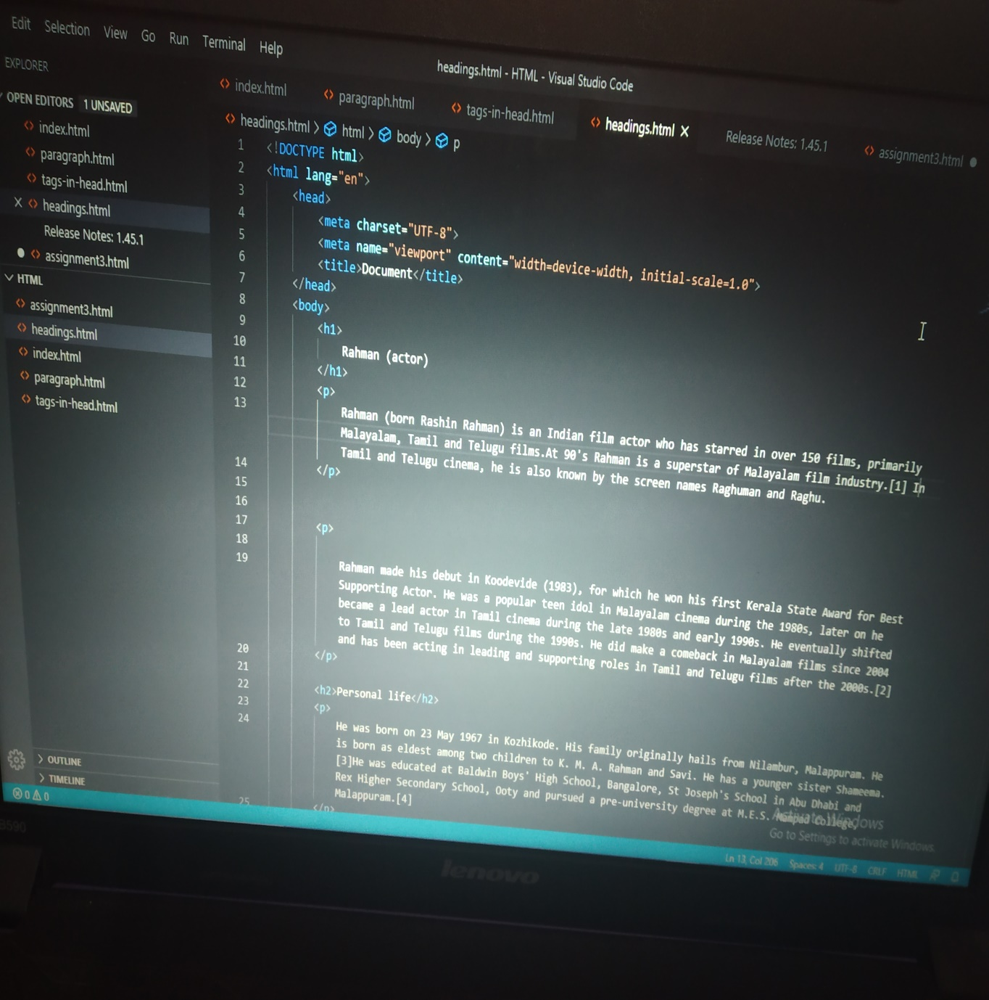 Edit Selection View Go Run Terminal Help
headings.html - HTML - Visual Studio Code
EXPLORER
OPEN EDITORS 1 UNSAVED
index.html
paragraph.html
tags-in-head.html
X headings.html
Release Notes: 1.45.1
assignment3.html
HTML
assignment3.html
headings.html
index.html
paragraph.html
tags-in-head.html
OUTLINE
TIMELINE
index.html paragraph.html tags-in-head.html headings.html X Release Notes: 1.45.1 assignment3.html
headings.html > html > body > p
1 <!DOCTYPE html>
2 <html lang="en">
3 <head>
4 <meta charset="UTF-8">
5 <meta name="viewport" content="width=device-width, initial-scale=1.0">
6 <title>Document</title>
7 </head>
8 <body>
9 <h1>
10 Rahman (actor)
11 </h1>
12 <p>
13 Rahman (born Rashin Rahman) is an Indian film actor who has starred in over 150 films, primarily
Malayalam, Tamil and Telugu films.At 90's Rahman is a superstar of Malayalam film industry.[1] In
Tamil and Telugu cinema, he is also known by the screen names Raghuman and Raghu.
14 </p>
15
16
17 <p>
18
19 Rahman made his debut in Koodevide (1983), for which he won his first Kerala State Award for Best
Supporting Actor. He was a popular teen idol in Malayalam cinema during the 1980s, later on he
became a lead actor in Tamil cinema during the late 1980s and early 1990s. He eventually shifted
to Tamil and Telugu films during the 1990s. He did make a comeback in Malayalam films since 2004
and has been acting in leading and supporting roles in Tamil and Telugu films after the 2000s.[2]
20 </p>
21
22 <h2>Personal life</h2>
23 <p>
24 He was born on 23 May 1967 in Kozhikode. His family originally hails from Nilambur, Malappuram. He
is born as eldest among two children to K. M. A. Rahman and Savi. He has a younger sister Shameema.
[3]He was educated at Baldwin Boys' High School, Bangalore, St Joseph's School in Abu Dhabi and
Rex Higher Secondary School, Ooty and pursued a pre-university degree at M.E.S. Mampad College,
Malappuram.[4]
25 </p>
Activate Windows
Go to Settings to activate Windows.
0 0
Ln 13, Col 206 Spaces: 4 UTF-8 CRLF HTML
B590
lenovo